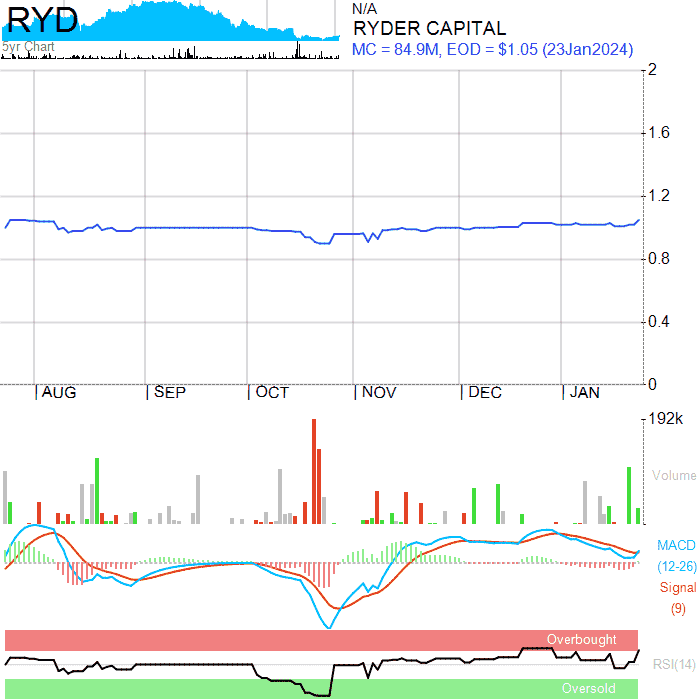 RYD
5yr Chart
N/A
RYDER CAPITAL
MC = 84.9M, EOD = $1.05 (23Jan2024)
2
1.6
1.2
0.8
0.4
0
AUG SEP OCT NOV DEC JAN
192k
Volume
MACD
(12-26)
Signal
(9)
Overbought
RSI(14)
Oversold